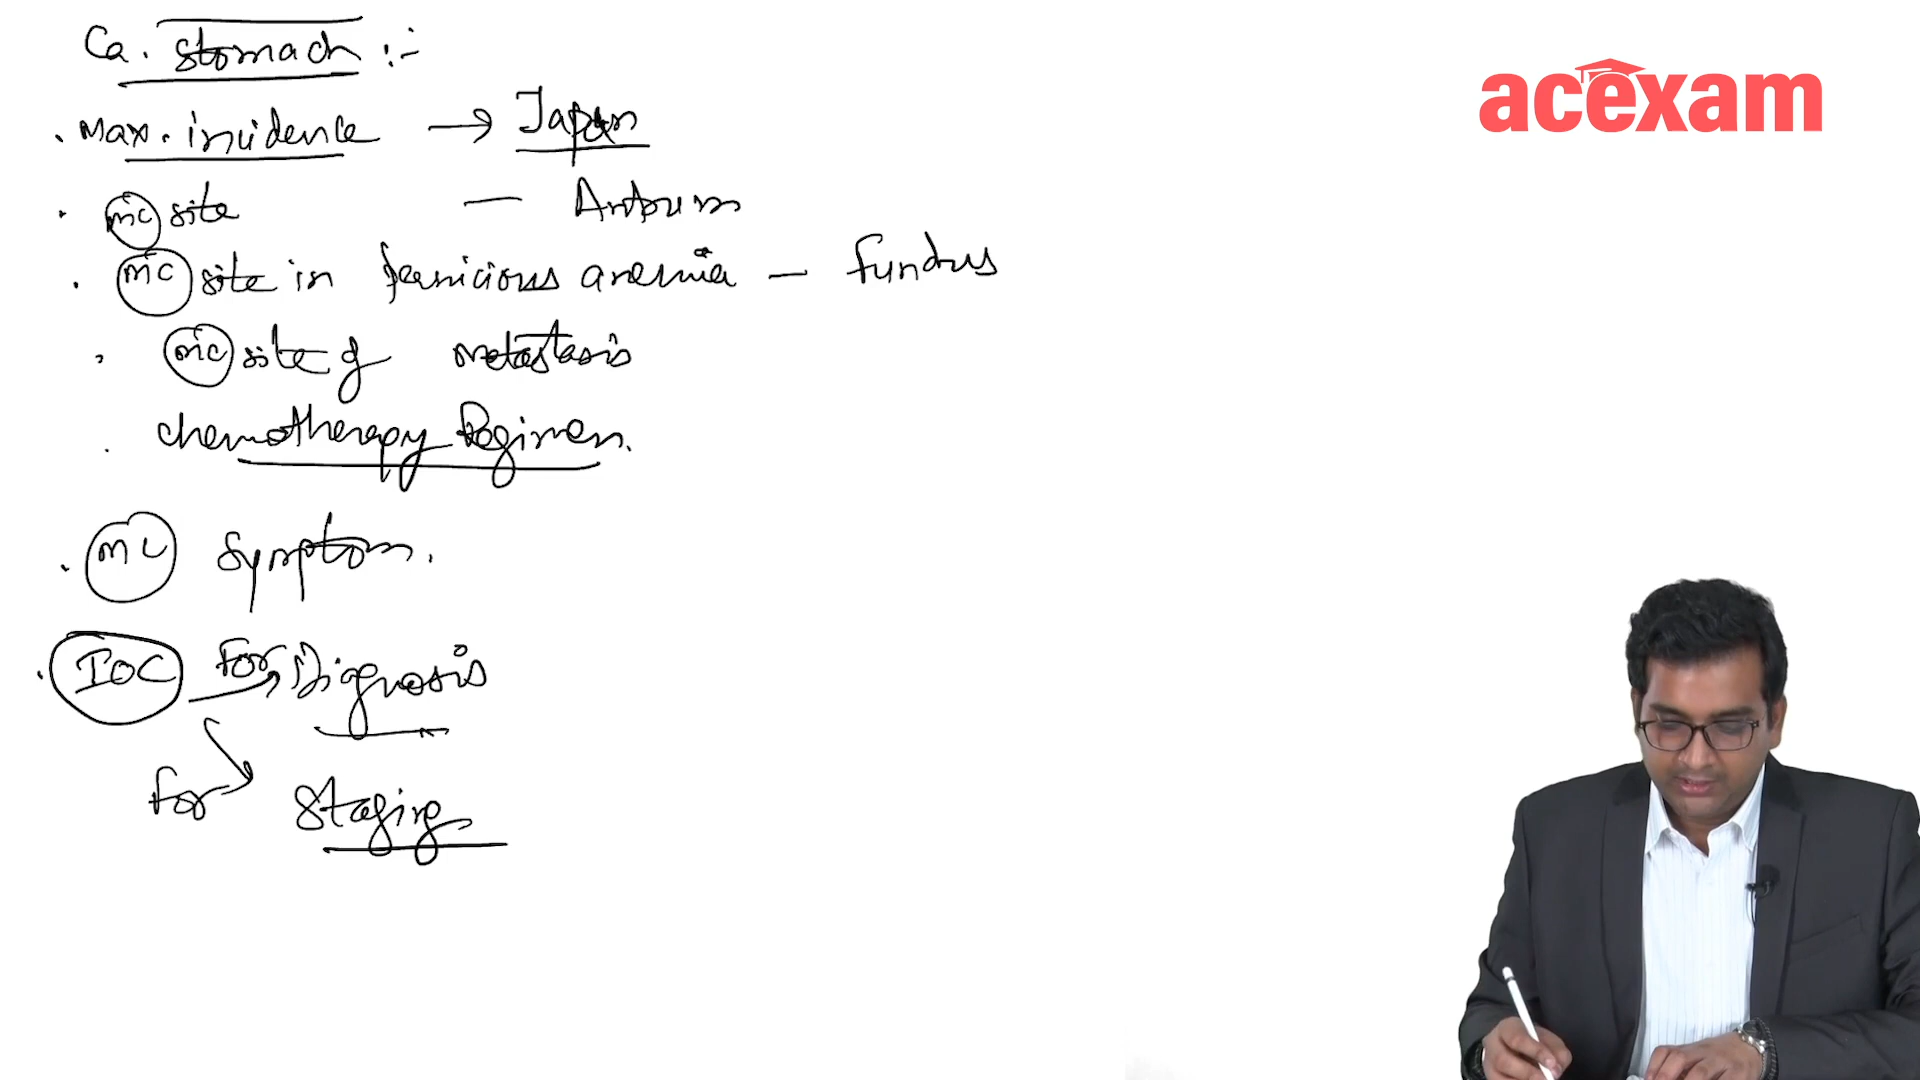 Ca. Stomach :-
acexam
. Max. incidence → Japan
. mc site — Antrum
. mc site in pernicious anemia — fundus
. mc site of metastasis
. chemotherapy Regimen.
. mc symptom.
. IOC for Diagnosis
for Staging